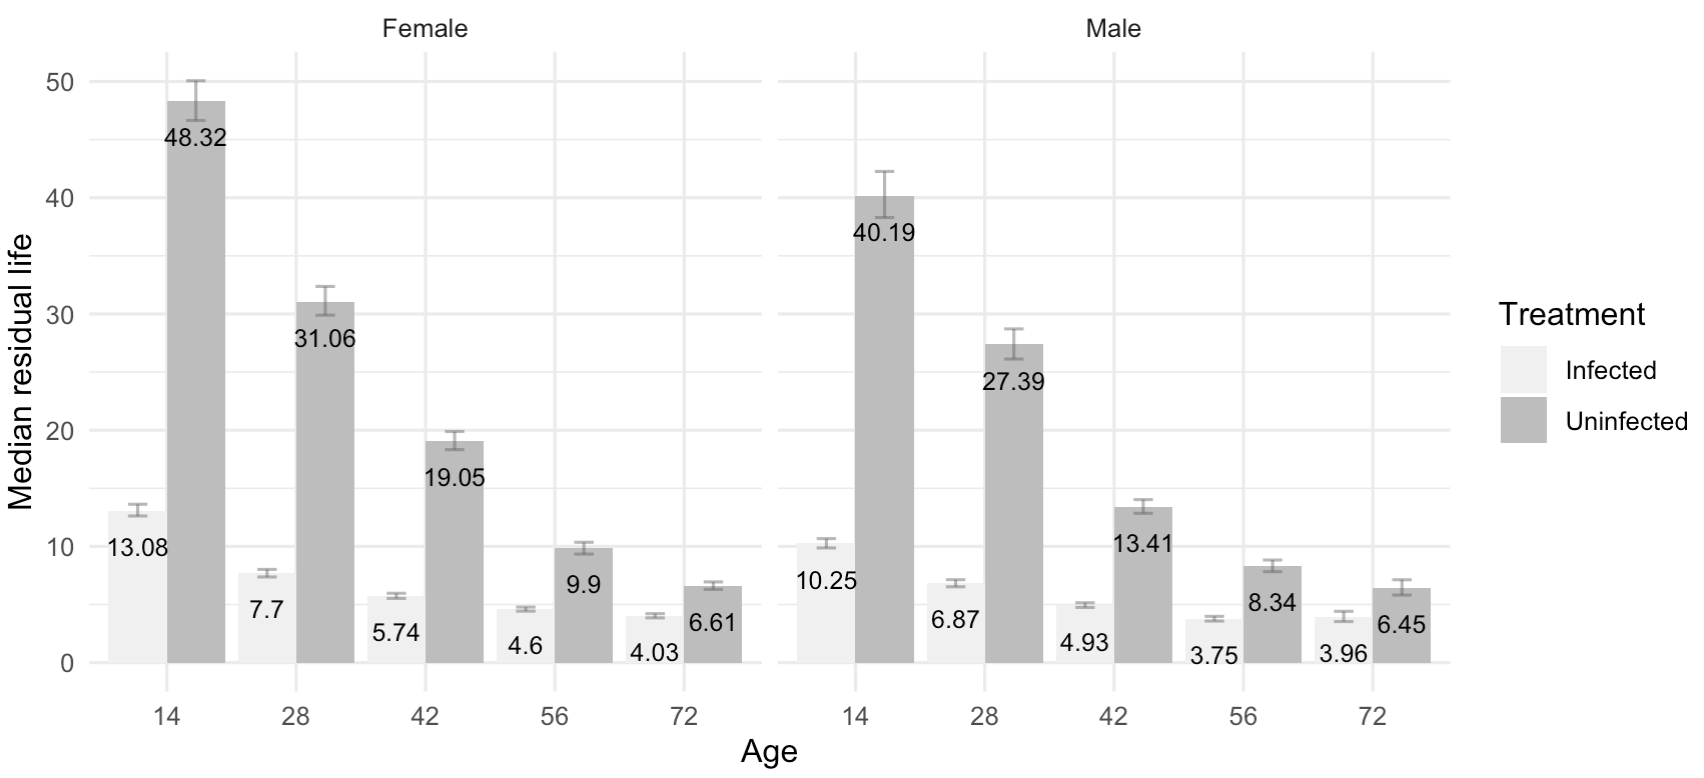 Female
Male
Median residual life
50
40
30
20
10
0
48.32
31.06
19.05
9.9
6.61
13.08
7.7
5.74
4.6
4.03
40.19
27.39
13.41
8.34
6.45
10.25
6.87
4.93
3.75
3.96
14 28 42 56 72
14 28 42 56 72
Age
Treatment
Infected
Uninfected